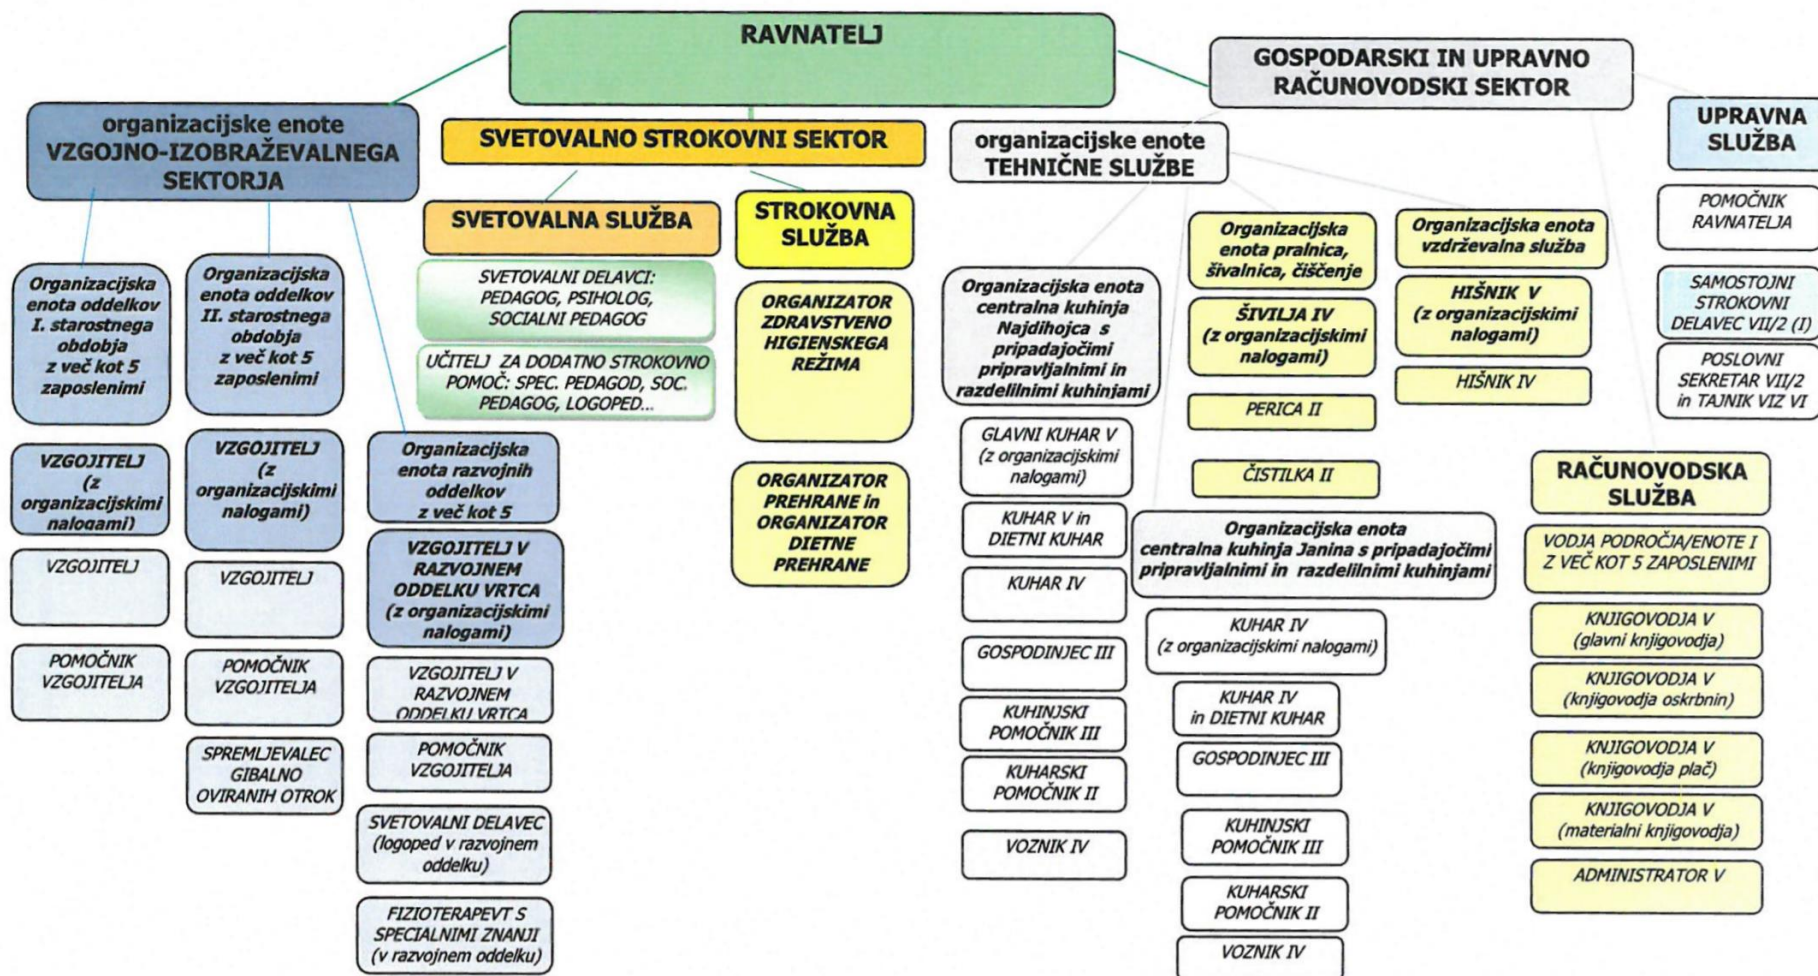 RAVNATELJ
GOSPODARSKI IN UPRAVNO
RAČUNOVODSKI SEKTOR
organizacijske enote
VZGOJNO-IZOBRAŽEVALNEGA
SEKTORJA
SVETOVALNO STROKOVNI SEKTOR
organizacijske enote
TEHNIČNE SLUŽBE
UPRAVNA
SLUŽBA
Organizacijska
enota oddelkov
I. starostnega
obdobja
z več kot 5
zaposlenimi
VZGOJITELJ
(z
organizacijskimi
nalogami)
VZGOJITELJ
POMOČNIK
VZGOJITELJA
Organizacijska
enota oddelkov
II. starostnega
obdobja
z več kot 5
zaposlenimi
VZGOJITELJ
(z
organizacijskimi
nalogami)
VZGOJITELJ
POMOČNIK
VZGOJITELJA
SPREMLJEVALEC
GIBALNO
OVIRANIH OTROK
Organizacijska
enota razvojnih
oddelkov
z več kot 5
VZGOJITELJ V
RAZVOJNEM
ODDELKU VRTCA
(z organizacijskimi
nalogami)
VZGOJITELJ V
RAZVOJNEM
ODDELKU VRTCA
POMOČNIK
VZGOJITELJA
SVETOVALNI DELAVEC
(logoped v razvojnem
oddelku)
FIZIOTERAPEVT S
SPECIALNIMI ZNANJI
(v razvojnem oddelku)
SVETOVALNA SLUŽBA
SVETOVALNI DELAVCI:
PEDAGOG, PSIHOLOG,
SOCIALNI PEDAGOG
UČITELJ ZA DODATNO STROKOVNO
POMOČ: SPEC. PEDAGOD, SOC.
PEDAGOG, LOGOPED...
STROKOVNA
SLUŽBA
ORGANIZATOR
ZDRAVSTVENO
HIGIENSKEGA
REŽIMA
ORGANIZATOR
PREHRANE in
ORGANIZATOR
DIETNE
PREHRANE
Organizacijska enota
centralna kuhinja
Najdihojca s
pripadajočimi
pripravljalnimi in
razdelilnimi kuhinjami
GLAVNI KUHAR V
(z organizacijskimi
nalogami)
KUHAR V in
DIETNI KUHAR
KUHAR IV
GOSPODINJEC III
KUHINJSKI
POMOČNIK III
KUHARSKI
POMOČNIK II
VOZNIK IV
Organizacijska
enota pralnica,
šivalnica, čiščenje
ŠIVILJA IV
(z organizacijskimi
nalogami)
PERICA II
ČISTILKA II
Organizacijska enota
centralna kuhinja Janina s pripadajočimi
pripravljalnimi in razdelilnimi kuhinjami
KUHAR IV
(z organizacijskimi nalogami)
KUHAR IV
in DIETNI KUHAR
GOSPODINJEC III
KUHINJSKI
POMOČNIK III
KUHARSKI
POMOČNIK II
VOZNIK IV
Organizacijska enota
vzdrževalna služba
HIŠNIK V
(z organizacijskimi
nalogami)
HIŠNIK IV
POMOČNIK
RAVNATELJA
SAMOSTOJNI
STROKOVNI
DELAVEC VII/2 (I)
POSLOVNI
SEKRETAR VII/2
in TAJNIK VIZ VI
RAČUNOVODSKA
SLUŽBA
VODJA PODROČJA/ENOTE I
Z VEČ KOT 5 ZAPOSLENIMI
KNJIGOVODJA V
(glavni knjigovodja)
KNJIGOVODJA V
(knjigovodja oskrbnin)
KNJIGOVODJA V
(knjigovodja plač)
KNJIGOVODJA V
(materialni knjigovodja)
ADMINISTRATOR V